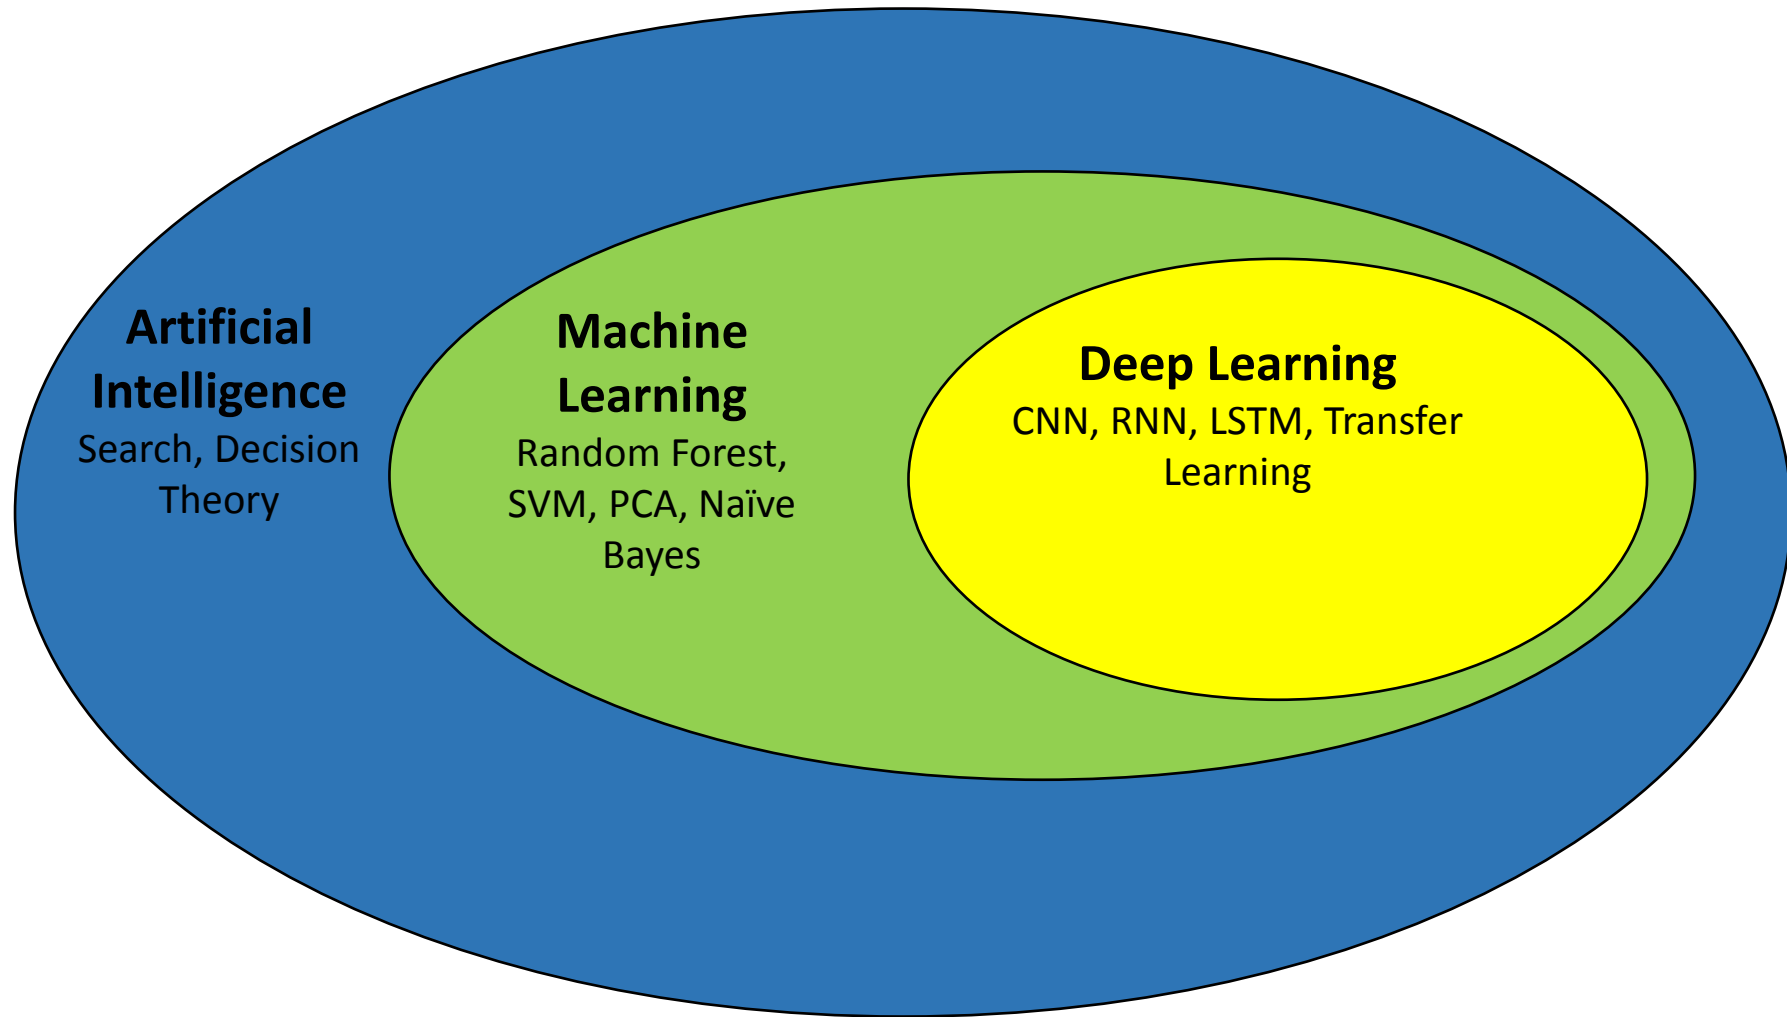 Artificial
Intelligence
Search, Decision
Theory
Machine
Learning
Random Forest,
SVM, PCA, Naïve
Bayes
Deep Learning
CNN, RNN, LSTM, Transfer
Learning